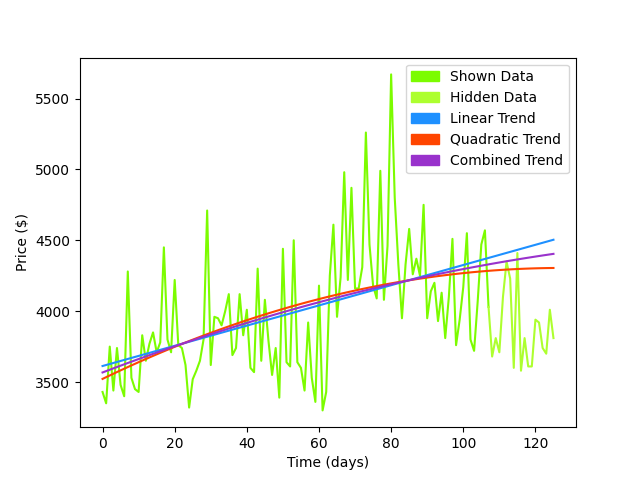 Shown Data
Hidden Data
Linear Trend
Quadratic Trend
Combined Trend
Price ($)
5500
5000
4500
4000
3500
0 20 40 60 80 100 120
Time (days)